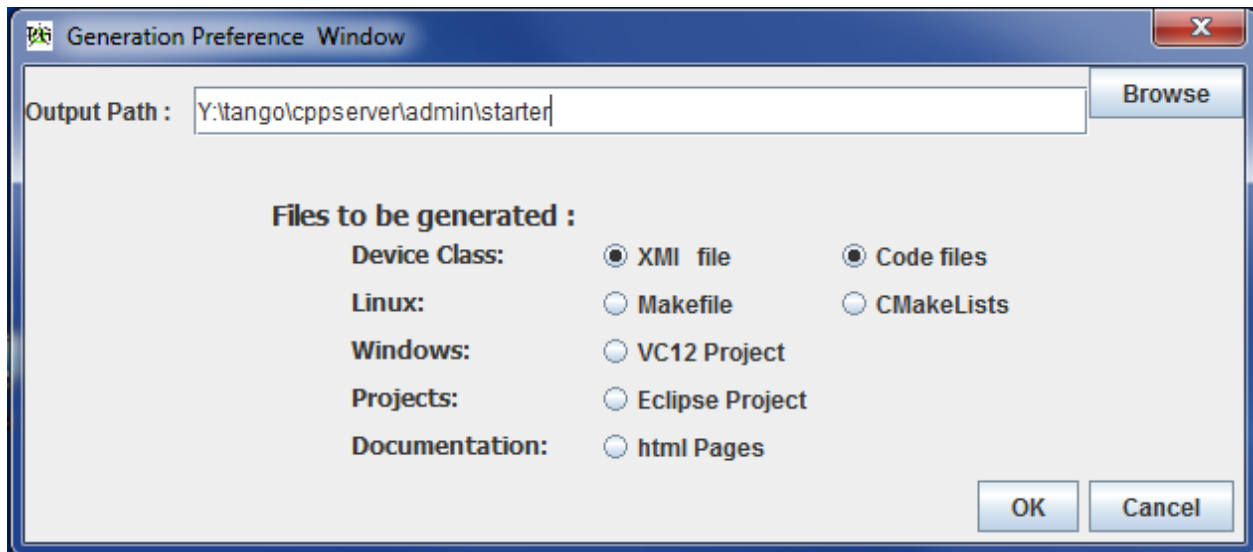 Generation Preference Window
Output Path : Y:\tango\cppserver\admin\starter Browse
Files to be generated :
Device Class: XMI file Code files
Linux: Makefile CMakeLists
Windows: VC12 Project
Projects: Eclipse Project
Documentation: html Pages
OK Cancel